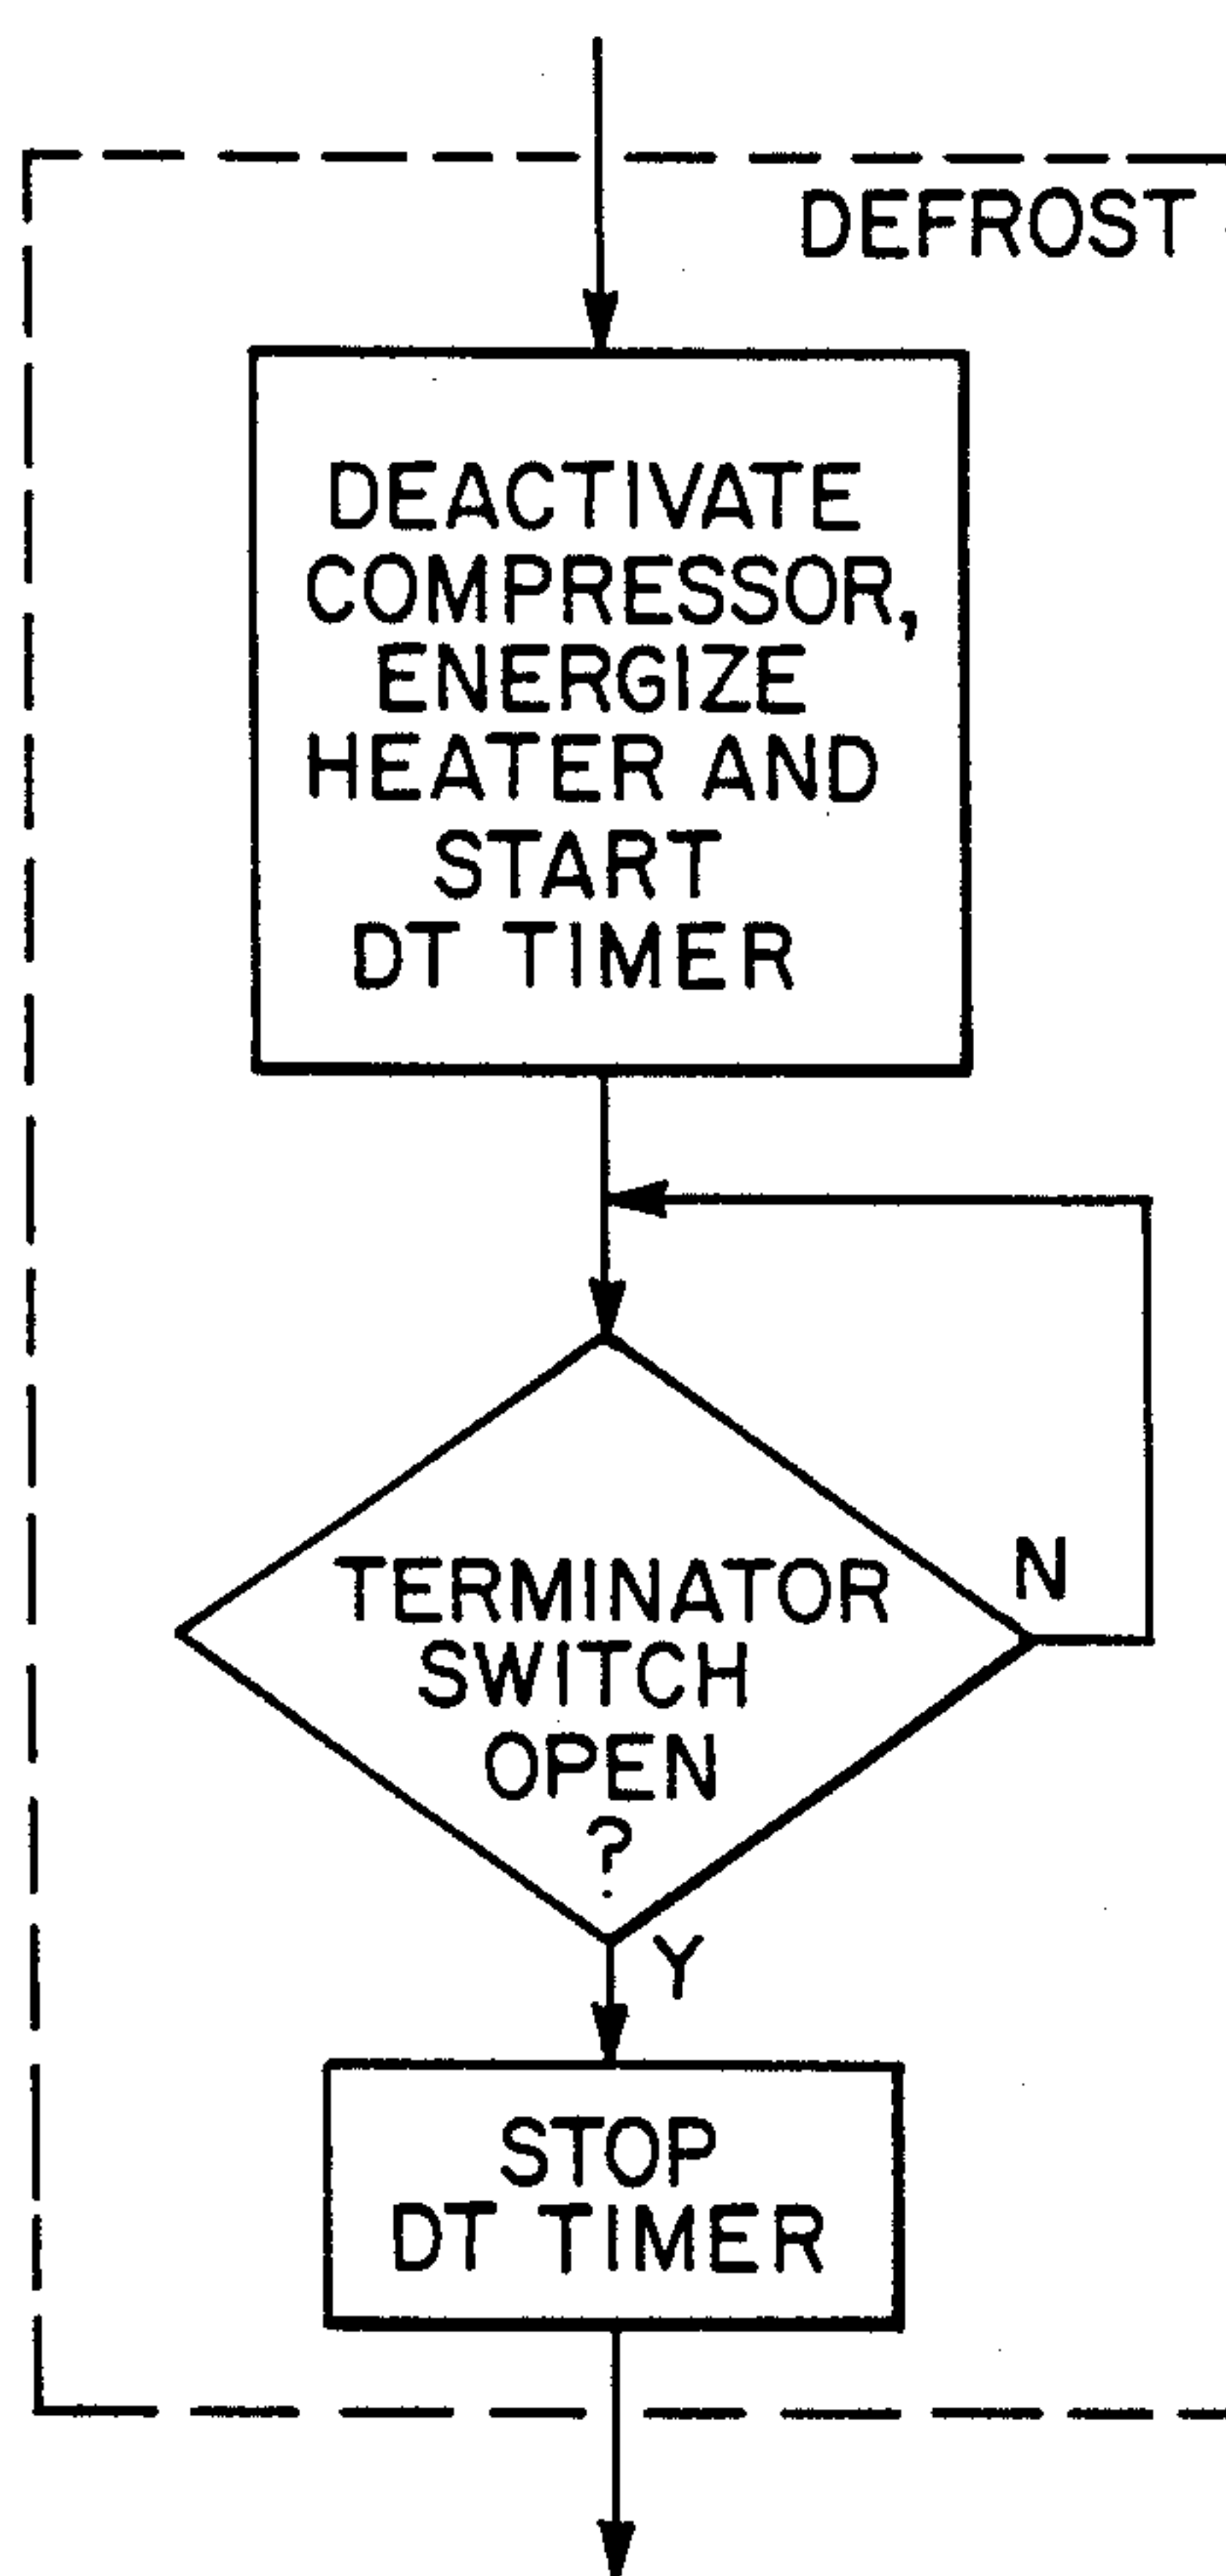 DEFROST
DEACTIVATE
COMPRESSOR,
ENERGIZE
HEATER AND
START
DT TIMER
TERMINATOR
SWITCH
OPEN
?
N
Y
STOP
DT TIMER